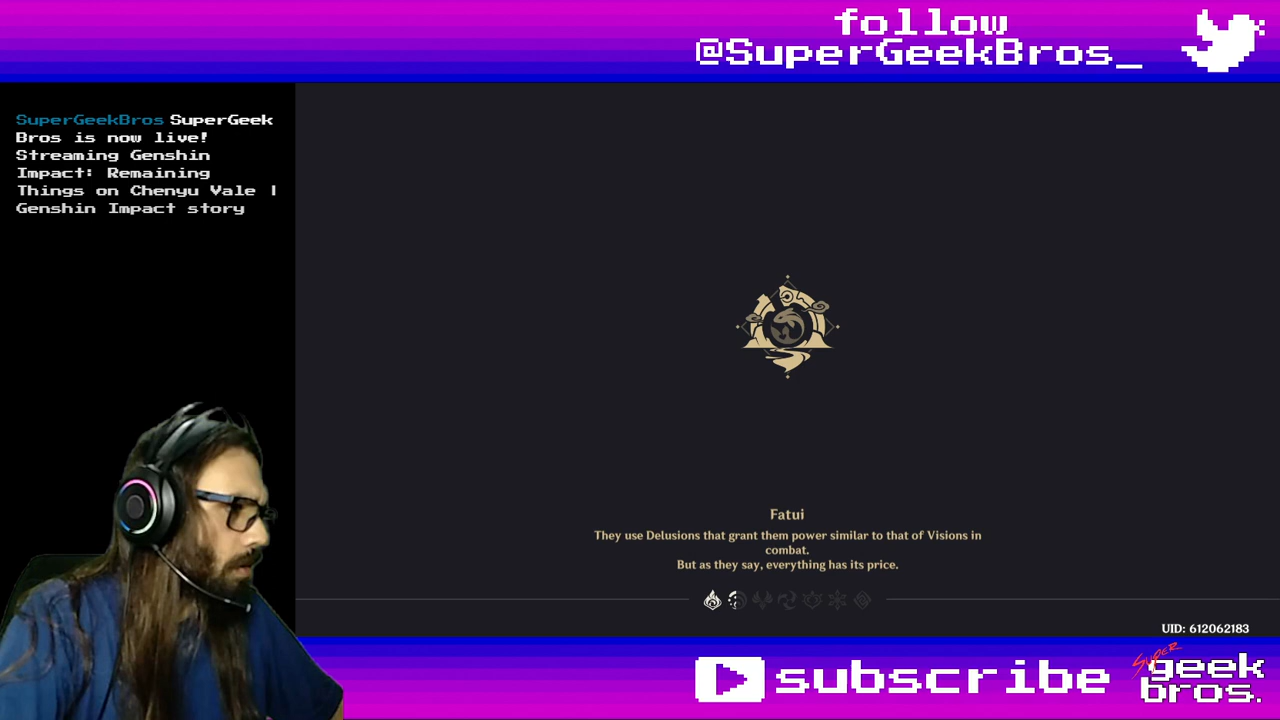 follow
@SuperGeekBros_
SuperGeekBros SuperGeek
Bros is now live!
Streaming Genshin
Impact: Remaining
Things on Chenyu Vale |
Genshin Impact story
Fatui
They use Delusions that grant them power similar to that of Visions in
combat.
But as they say, everything has its price.
UID: 612062183
subscribe
SUPER
geek
bros.